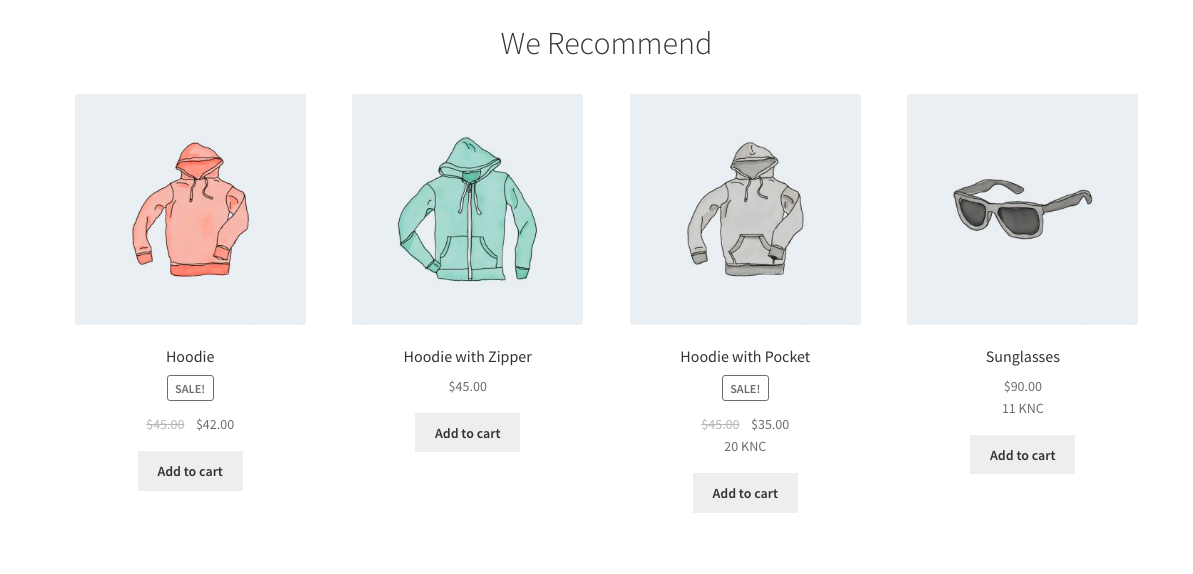 We Recommend
Hoodie
SALE!
$45.00 $42.00
Add to cart
Hoodie with Zipper
$45.00
Add to cart
Hoodie with Pocket
SALE!
$45.00 $35.00
20 KNC
Add to cart
Sunglasses
$90.00
11 KNC
Add to cart